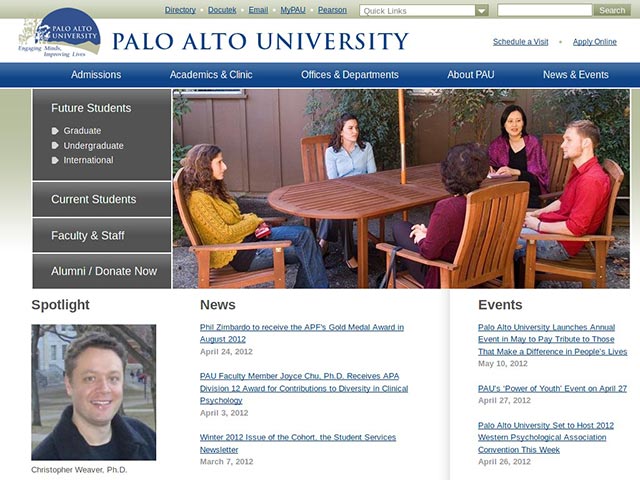 Directory • Docutek • Email • MyPAU • Pearson
Quick Links
Search
PALO ALTO
UNIVERSITY
Engaging Minds,
Improving Lives
PALO ALTO UNIVERSITY
Schedule a Visit • Apply Online
Admissions
Academics & Clinic
Offices & Departments
About PAU
News & Events
Future Students
Graduate
Undergraduate
International
Current Students
Faculty & Staff
Alumni / Donate Now
Spotlight
Christopher Weaver, Ph.D.
News
Phil Zimbardo to receive the APF's Gold Medal Award in
August 2012
April 24, 2012
PAU Faculty Member Joyce Chu, Ph.D. Receives APA
Division 12 Award for Contributions to Diversity in Clinical
Psychology
April 3, 2012
Winter 2012 Issue of the Cohort, the Student Services
Newsletter
March 7, 2012
Events
Palo Alto University Launches Annual
Event in May to Pay Tribute to Those
That Make a Difference in People's Lives
May 10, 2012
PAU's 'Power of Youth' Event on April 27
April 27, 2012
Palo Alto University Set to Host 2012
Western Psychological Association
Convention This Week
April 26, 2012